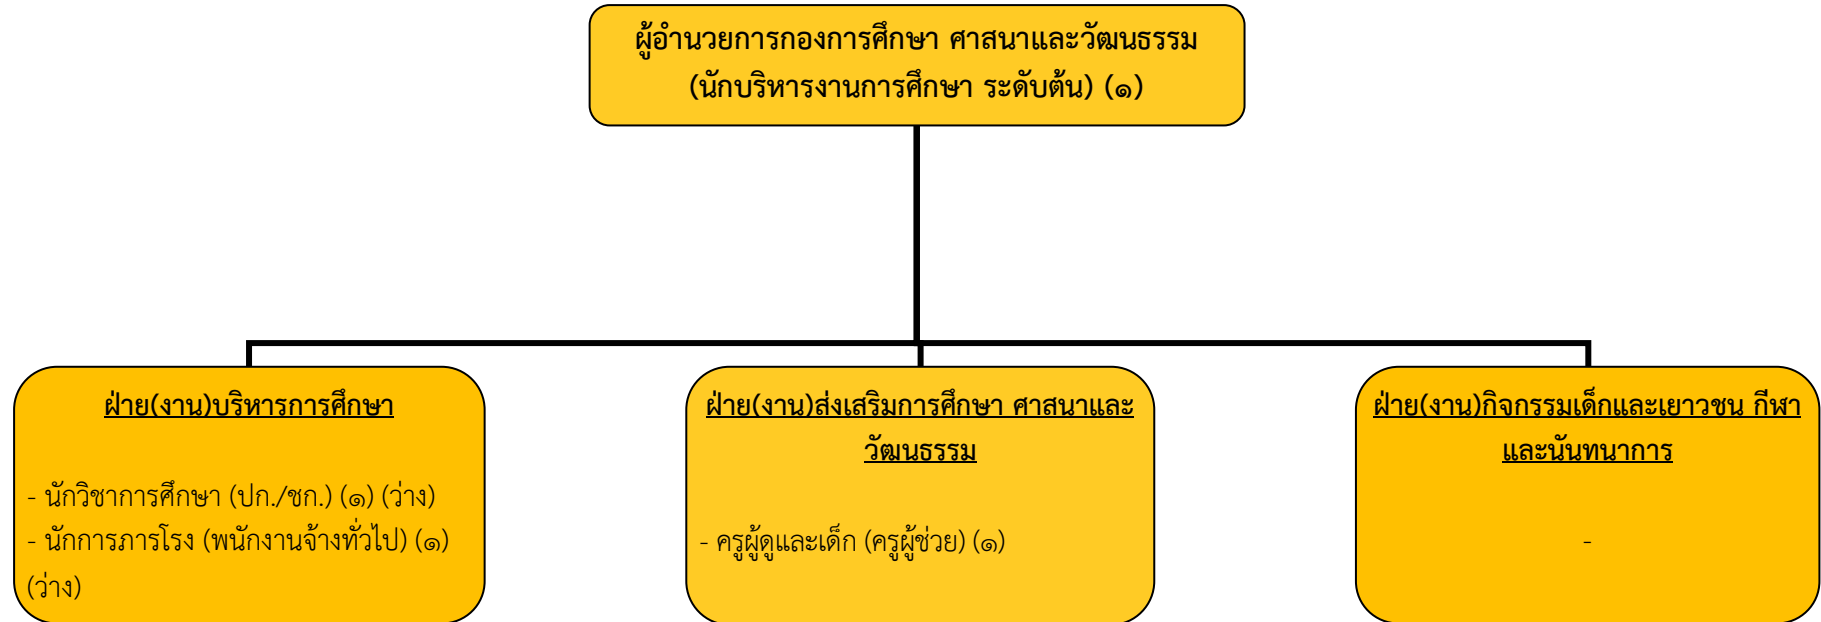 ผู้อำนวยการกองการศึกษา ศาสนาและวัฒนธรรม
(นักบริหารงานการศึกษา ระดับต้น) (๑)
ฝ่าย(งาน)บริหารการศึกษา
- นักวิชาการศึกษา (ปก./ชก.) (๑) (ว่าง)
- นักการภารโรง (พนักงานจ้างทั่วไป) (๑)
(ว่าง)
ฝ่าย(งาน)ส่งเสริมการศึกษา ศาสนาและ
วัฒนธรรม
- ครูผู้ดูและเด็ก (ครูผู้ช่วย) (๑)
ฝ่าย(งาน)กิจกรรมเด็กและเยาวชน กีฬา
และนันทนาการ
-